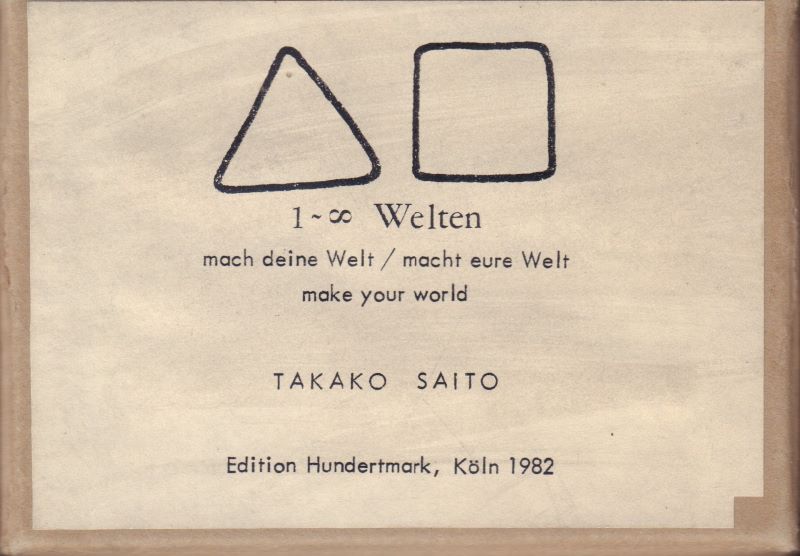 1~∞ Welten
mach deine Welt / macht eure Welt
make your world
TAKAKO SAITO
Edition Hundertmark, Köln 1982